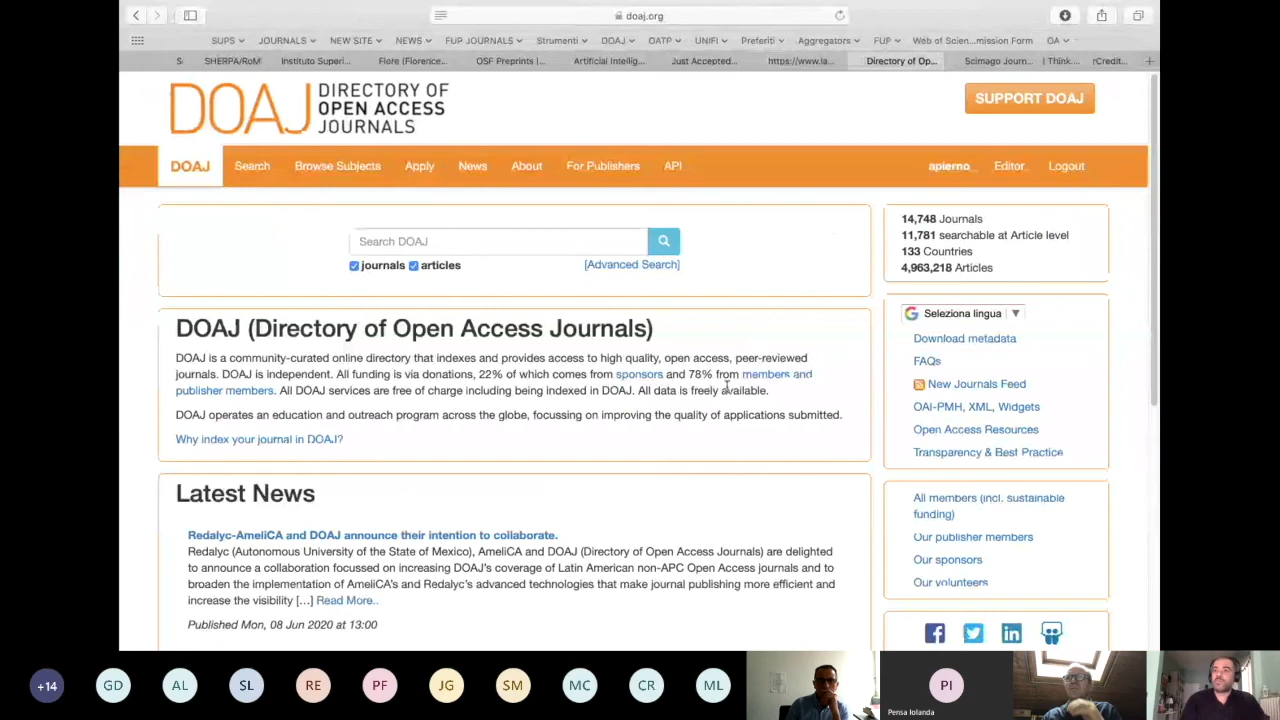 doaj.org
SUPS JOURNALS NEW SITE NEWS FUP JOURNALS Strumenti DOAJ OATP UNIFI Preferiti Aggregators FUP Web of Scien...mission Form OA
S SHERPA/RoM Instituto Superi... Flore (Florence... OSF Preprints |... Artificial Intellig... Just Accepted... https://www.la... Directory of Op... Scimago Journ... I Think.... rCredit...
DOAJ
DIRECTORY OF
OPEN ACCESS
JOURNALS
SUPPORT DOAJ
DOAJ Search Browse Subjects Apply News About For Publishers API apierno Editor Logout
Search DOAJ
journals articles [Advanced Search]
14,748 Journals
11,781 searchable at Article level
133 Countries
4,963,218 Articles
DOAJ (Directory of Open Access Journals)
DOAJ is a community-curated online directory that indexes and provides access to high quality, open access, peer-reviewed
journals. DOAJ is independent. All funding is via donations, 22% of which comes from sponsors and 78% from members and
publisher members. All DOAJ services are free of charge including being indexed in DOAJ. All data is freely available.
DOAJ operates an education and outreach program across the globe, focussing on improving the quality of applications submitted.
Why index your journal in DOAJ?
Seleziona lingua
Download metadata
FAQs
New Journals Feed
OAI-PMH, XML, Widgets
Open Access Resources
Transparency & Best Practice
Latest News
Redalyc-AmeliCA and DOAJ announce their intention to collaborate.
Redalyc (Autonomous University of the State of Mexico), AmeliCA and DOAJ (Directory of Open Access Journals) are delighted
to announce a collaboration focussed on increasing DOAJ's coverage of Latin American non-APC Open Access journals and to
broaden the implementation of AmeliCA's and Redalyc's advanced technologies that make journal publishing more efficient and
increase the visibility […] Read More..
Published Mon, 08 Jun 2020 at 13:00
All members (incl. sustainable
funding)
Our publisher members
Our sponsors
Our volunteers
+14 GD AL SL RE PF JG SM MC CR ML PI
Pensa Iolanda